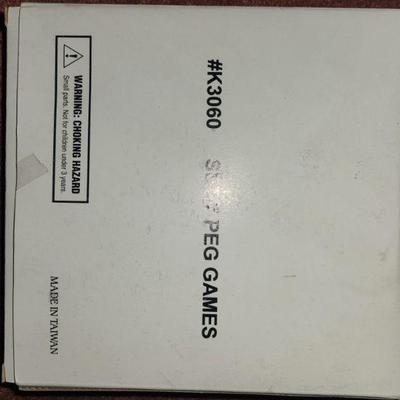 #K3060 PEG GAMES
WARNING: CHOKING HAZARD
Small parts. Not for children under 3 years.
MADE IN TAIWAN